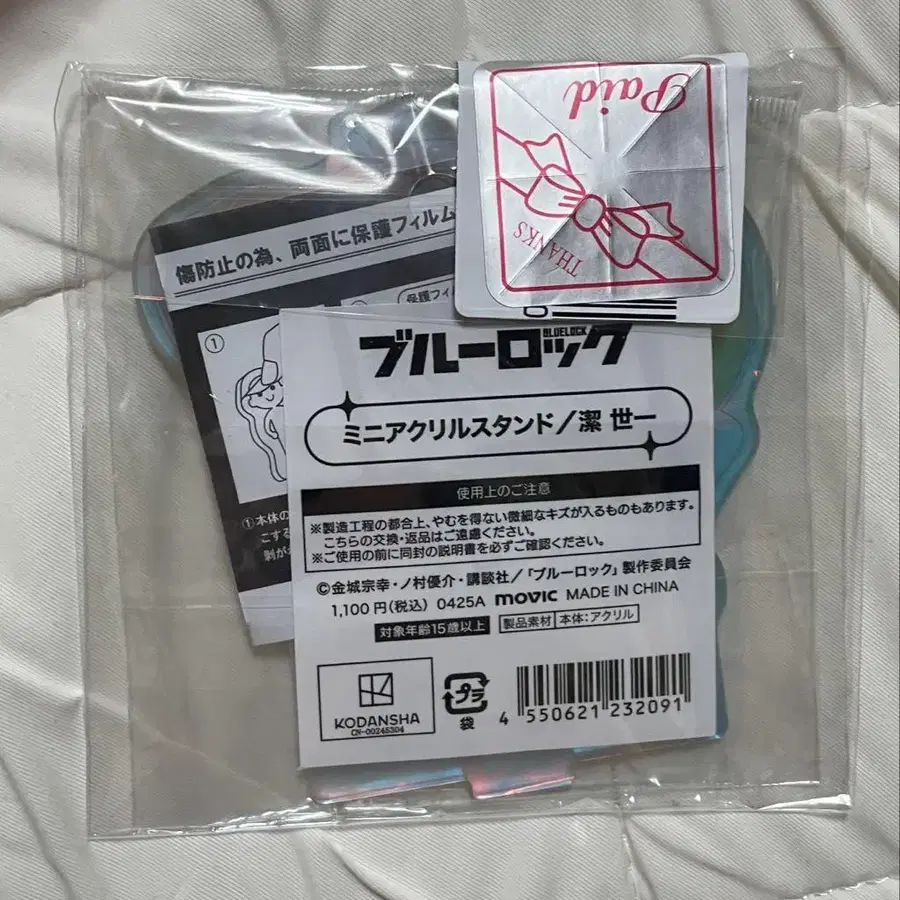 Paid
THANKS
傷防止の為、両面に保護フィルム
保護フィ
①
①本体の
こする
剥が
ブルーロック
BLUELOCK
ミニアクリルスタンド/潔 世一
使用上のご注意
※製造工程の都合上、やむを得ない微細なキズが入るものもあります。
こちらの交換・返品はご遠慮ください。
※ご使用の前に同封の説明書を必ずご確認ください。
©金城宗幸・ノ村優介・講談社/「ブルーロック」製作委員会
1,100円(税込) 0425A movic MADE IN CHINA
対象年齢15歳以上 製品素材 本体:アクリル
KODANSHA
CN-00245304
プラ
袋
4 550621 232091